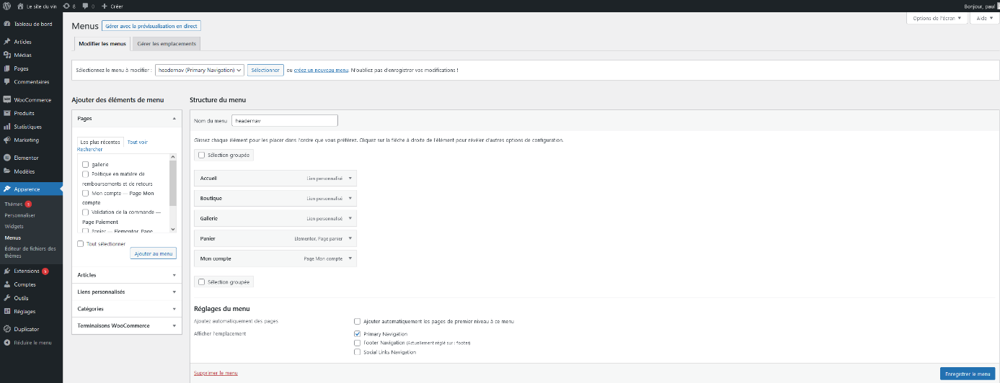 Le site du vin 8 0 Créer Bonjour, paul
Tableau de bord
Articles
Médias
Pages
Commentaires
WooCommerce
Produits
Statistiques
Marketing
Elementor
Modèles
Apparence
Thèmes 1
Personnaliser
Widgets
Menus
Éditeur de fichiers des
thèmes
Extensions 5
Comptes
Outils
Réglages
Duplicator
Réduire le menu
Options de l'écran Aide
Menus Gérer avec la prévisualisation en direct
Modifier les menus Gérer les emplacements
Sélectionnez le menu à modifier : headernav (Primary Navigation) Sélectionner ou créez un nouveau menu. N'oubliez pas d'enregistrer vos modifications !
Ajouter des éléments de menu
Pages
Les plus récentes Tout voir
Rechercher
gallerie
Politique en matière de
remboursements et de retours
Mon compte — Page Mon
compte
Validation de la commande —
Page Paiement
Panier — Elementor, Page
Tout sélectionner
Ajouter au menu
Articles
Liens personnalisés
Catégories
Terminaisons WooCommerce
Structure du menu
Nom du menu headernav
Glissez chaque élément pour les placer dans l'ordre que vous préférez. Cliquez sur la flèche à droite de l'élément pour révéler d'autres options de configuration.
Sélection groupée
Accueil Lien personnalisé
Boutique Lien personnalisé
Gallerie Lien personnalisé
Panier Elementor, Page panier
Mon compte Page Mon compte
Sélection groupée
Réglages du menu
Ajoutez automatiquement des pages Ajouter automatiquement les pages de premier niveau à ce menu
Afficher l'emplacement Primary Navigation
Footer Navigation (Actuellement réglé sur : footer)
Social Links Navigation
Supprimer le menu Enregistrer le menu